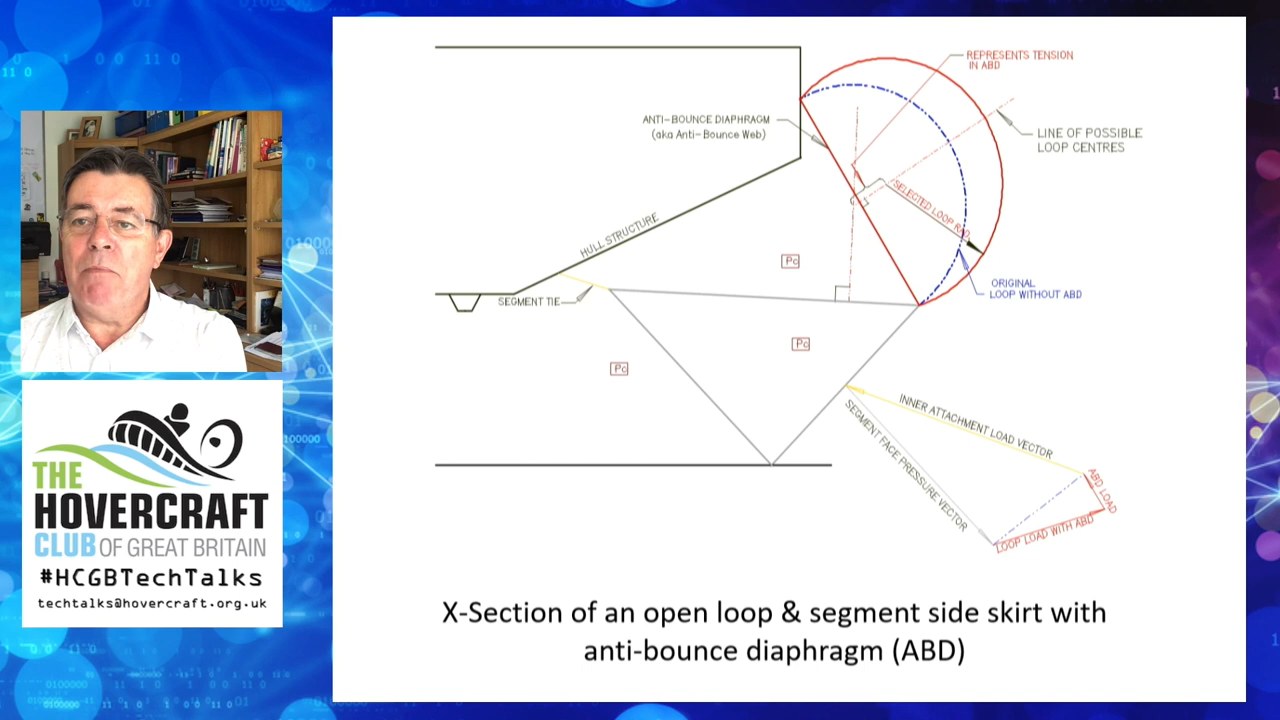 THE
HOVERCRAFT
CLUB OF GREAT BRITAIN
#HCGBTechTalks
techtalks@hovercraft.org.uk
REPRESENTS TENSION
IN ABD
ANTI-BOUNCE DIAPHRAGM
(aka Anti-Bounce Web)
LINE OF POSSIBLE
LOOP CENTRES
SELECTED LOOP RAD
HULL STRUCTURE
Pc
ORIGINAL
LOOP WITHOUT ABD
SEGMENT TIE
Pc
Pc
INNER ATTACHMENT LOAD VECTOR
SEGMENT FACE PRESSURE VECTOR
ABD LOAD
LOOP LOAD WITH ABD
X-Section of an open loop & segment side skirt with
anti-bounce diaphragm (ABD)